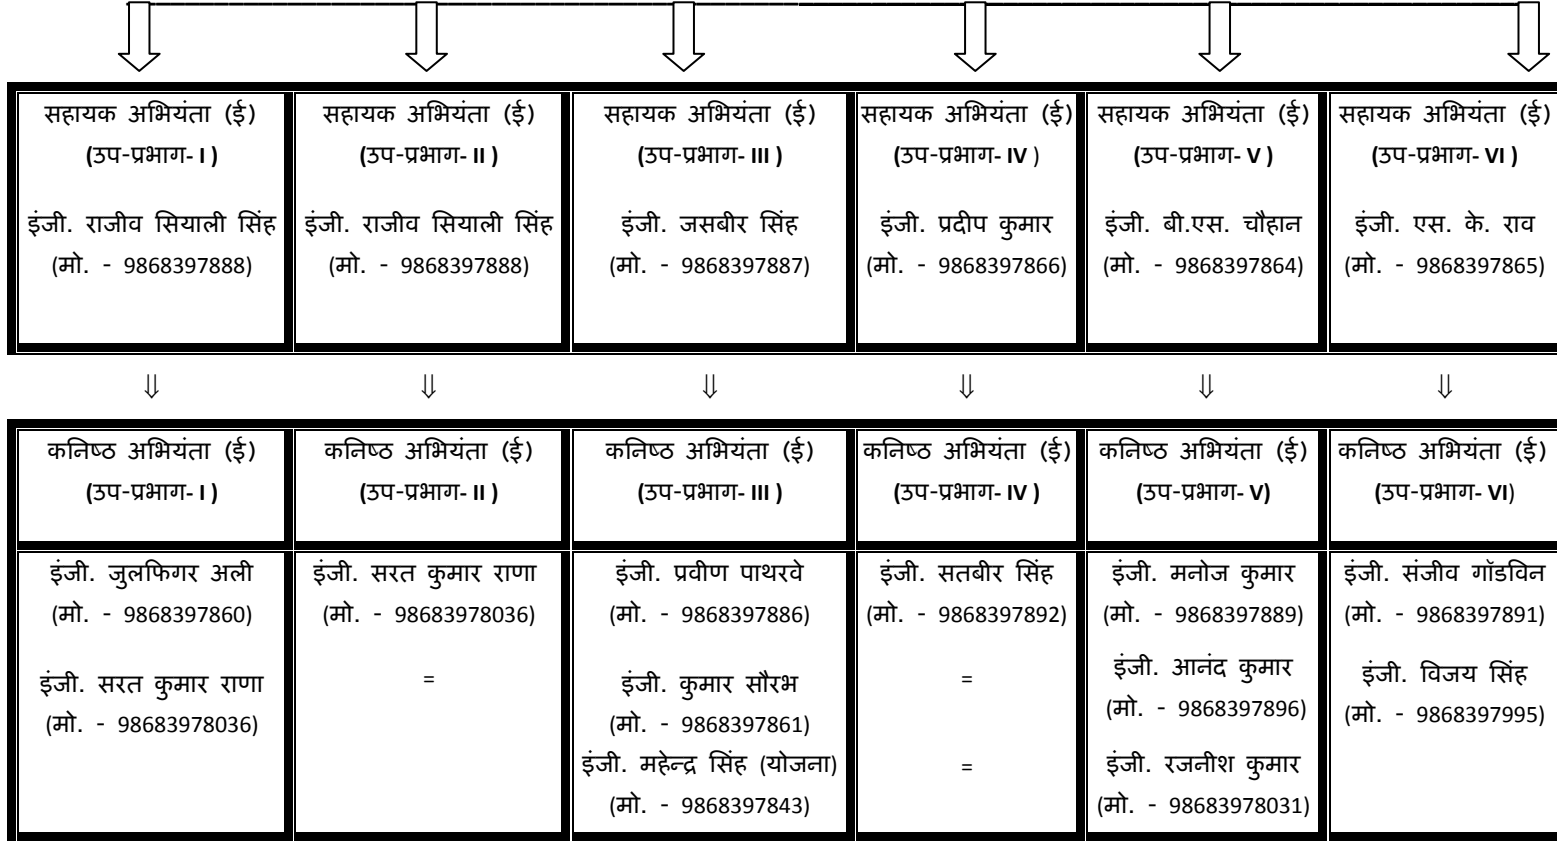 सहायक अभियंता (ई)
(उप-प्रभाग- I )
इंजी. राजीव सियाली सिंह
(मो. - 9868397888)
सहायक अभियंता (ई)
(उप-प्रभाग- II )
इंजी. राजीव सियाली सिंह
(मो. - 9868397888)
सहायक अभियंता (ई)
(उप-प्रभाग- III )
इंजी. जसबीर सिंह
(मो. - 9868397887)
सहायक अभियंता (ई)
(उप-प्रभाग- IV )
इंजी. प्रदीप कुमार
(मो. - 9868397866)
सहायक अभियंता (ई)
(उप-प्रभाग- V )
इंजी. बी.एस. चौहान
(मो. - 9868397864)
सहायक अभियंता (ई)
(उप-प्रभाग- VI )
इंजी. एस. के. राव
(मो. - 9868397865)
⇓ ⇓ ⇓ ⇓ ⇓ ⇓
कनिष्ठ अभियंता (ई)
(उप-प्रभाग- I )
कनिष्ठ अभियंता (ई)
(उप-प्रभाग- II )
कनिष्ठ अभियंता (ई)
(उप-प्रभाग- III )
कनिष्ठ अभियंता (ई)
(उप-प्रभाग- IV )
कनिष्ठ अभियंता (ई)
(उप-प्रभाग- V)
कनिष्ठ अभियंता (ई)
(उप-प्रभाग- VI)
इंजी. जुलफिगर अली
(मो. - 9868397860)
इंजी. सरत कुमार राणा
(मो. - 98683978036)
इंजी. सरत कुमार राणा
(मो. - 98683978036)
=
इंजी. प्रवीण पाथरवे
(मो. - 9868397886)
इंजी. कुमार सौरभ
(मो. - 9868397861)
इंजी. महेन्द्र सिंह (योजना)
(मो. - 9868397843)
इंजी. सतबीर सिंह
(मो. - 9868397892)
=
=
इंजी. मनोज कुमार
(मो. - 9868397889)
इंजी. आनंद कुमार
(मो. - 9868397896)
इंजी. रजनीश कुमार
(मो. - 98683978031)
इंजी. संजीव गॉडविन
(मो. - 9868397891)
इंजी. विजय सिंह
(मो. - 9868397995)